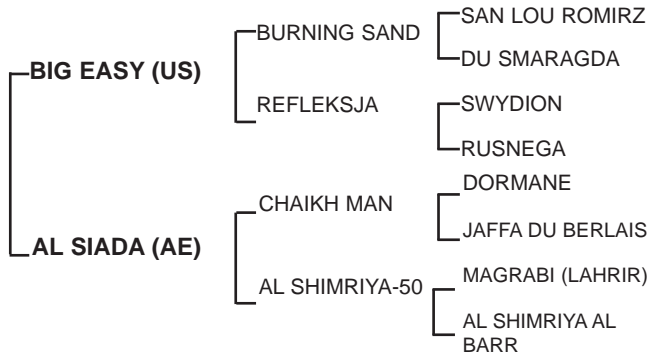 SAN LOU ROMIRZ
BURNING SAND
DU SMARAGDA
BIG EASY (US)
REFLEKSJA
SWYDION
RUSNEGA
DORMANE
CHAIKH MAN
JAFFA DU BERLAIS
AL SIADA (AE)
MAGRABI (LAHRIR)
AL SHIMRIYA-50
AL SHIMRIYA AL
BARR